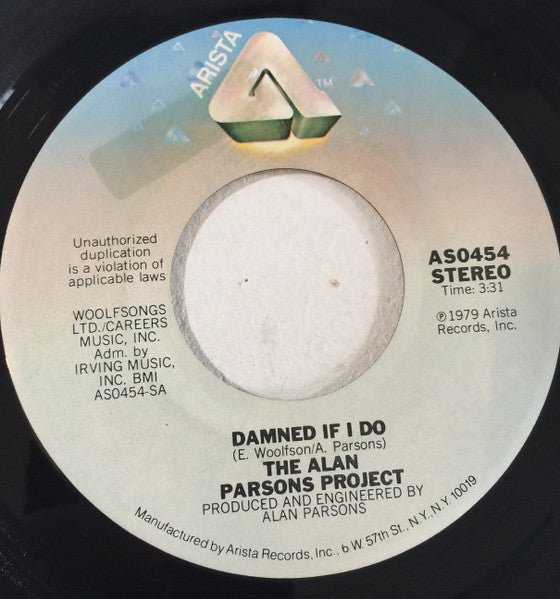 ARISTA
TM
Unauthorized
duplication
is a violation of
applicable laws
WOOLFSONGS
LTD./CAREERS
MUSIC, INC.
Adm. by
IRVING MUSIC,
INC. BMI
AS0454-SA
AS0454
STEREO
Time: 3:31
℗ 1979 Arista
Records, Inc.
DAMNED IF I DO
(E. Woolfson/A. Parsons)
THE ALAN
PARSONS PROJECT
PRODUCED AND ENGINEERED BY
ALAN PARSONS
Manufactured by Arista Records, Inc., 6 W. 57th St., N.Y., N.Y. 10019